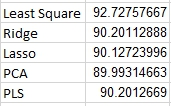 Least Square 92.72757667
Ridge 90.20112888
Lasso 90.12723996
PCA 89.99314663
PLS 90.2012669